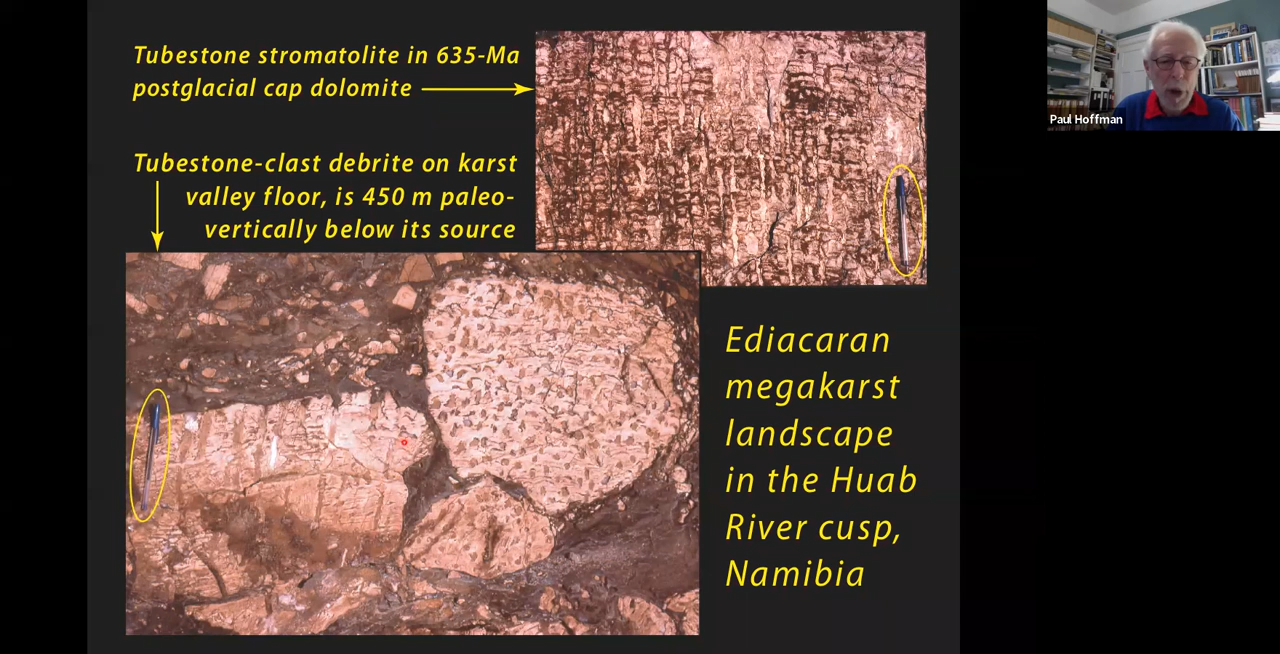 Tubestone stromatolite in 635-Ma
postglacial cap dolomite
Tubestone-clast debrite on karst
valley floor, is 450 m paleo-
vertically below its source
Ediacaran
megakarst
landscape
in the Huab
River cusp,
Namibia
Paul Hoffman